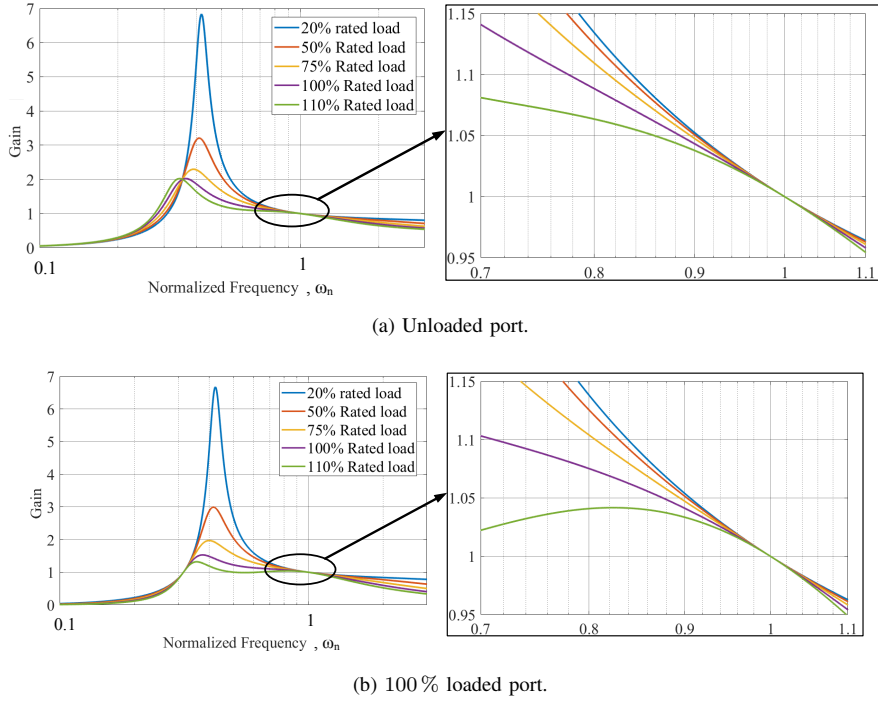 7
6
5
4
3
2
1
0
Gain
20% rated load
50% Rated load
75% Rated load
100% Rated load
110% Rated load
0.1
1
Normalized Frequency , ωn
1.15
1.1
1.05
1
0.95
0.7
0.8
0.9
1
1.1
(a) Unloaded port.
7
6
5
4
3
2
1
0
Gain
20% rated load
50% Rated load
75% Rated load
100% Rated load
110% Rated load
0.1
1
Normalized Frequency , ωn
1.15
1.1
1.05
1
0.95
0.7
0.8
0.9
1
1.1
(b) 100 % loaded port.